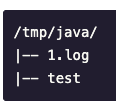 /tmp/java/
|-- 1.log
|-- test